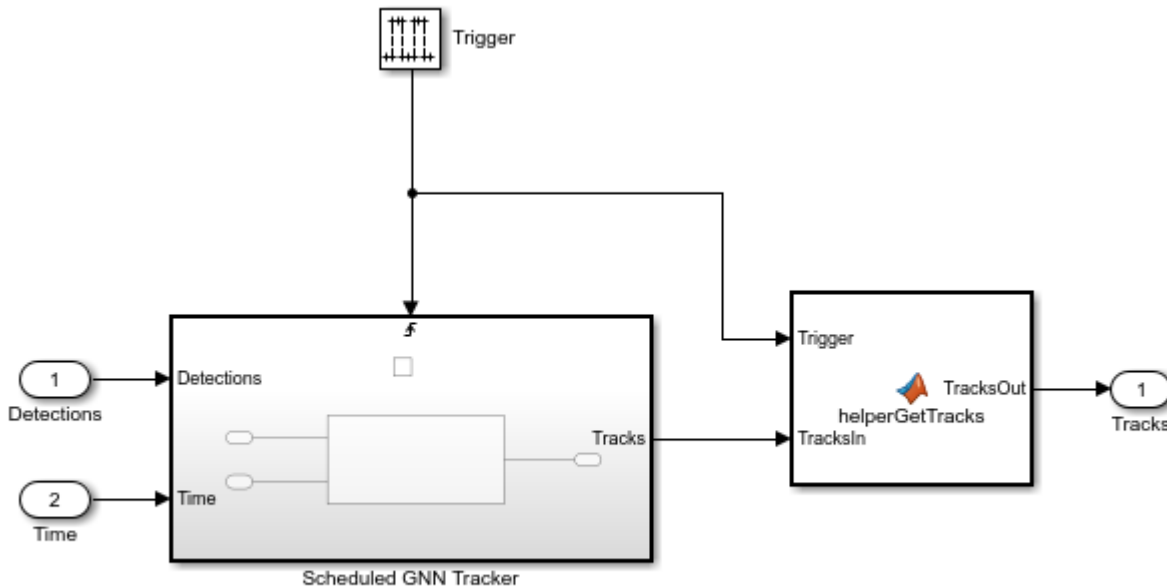 Trigger
Detections
1
Detections
Time
2
Time
Tracks
Scheduled GNN Tracker
Trigger
TracksIn
helperGetTracks
TracksOut
1
Tracks